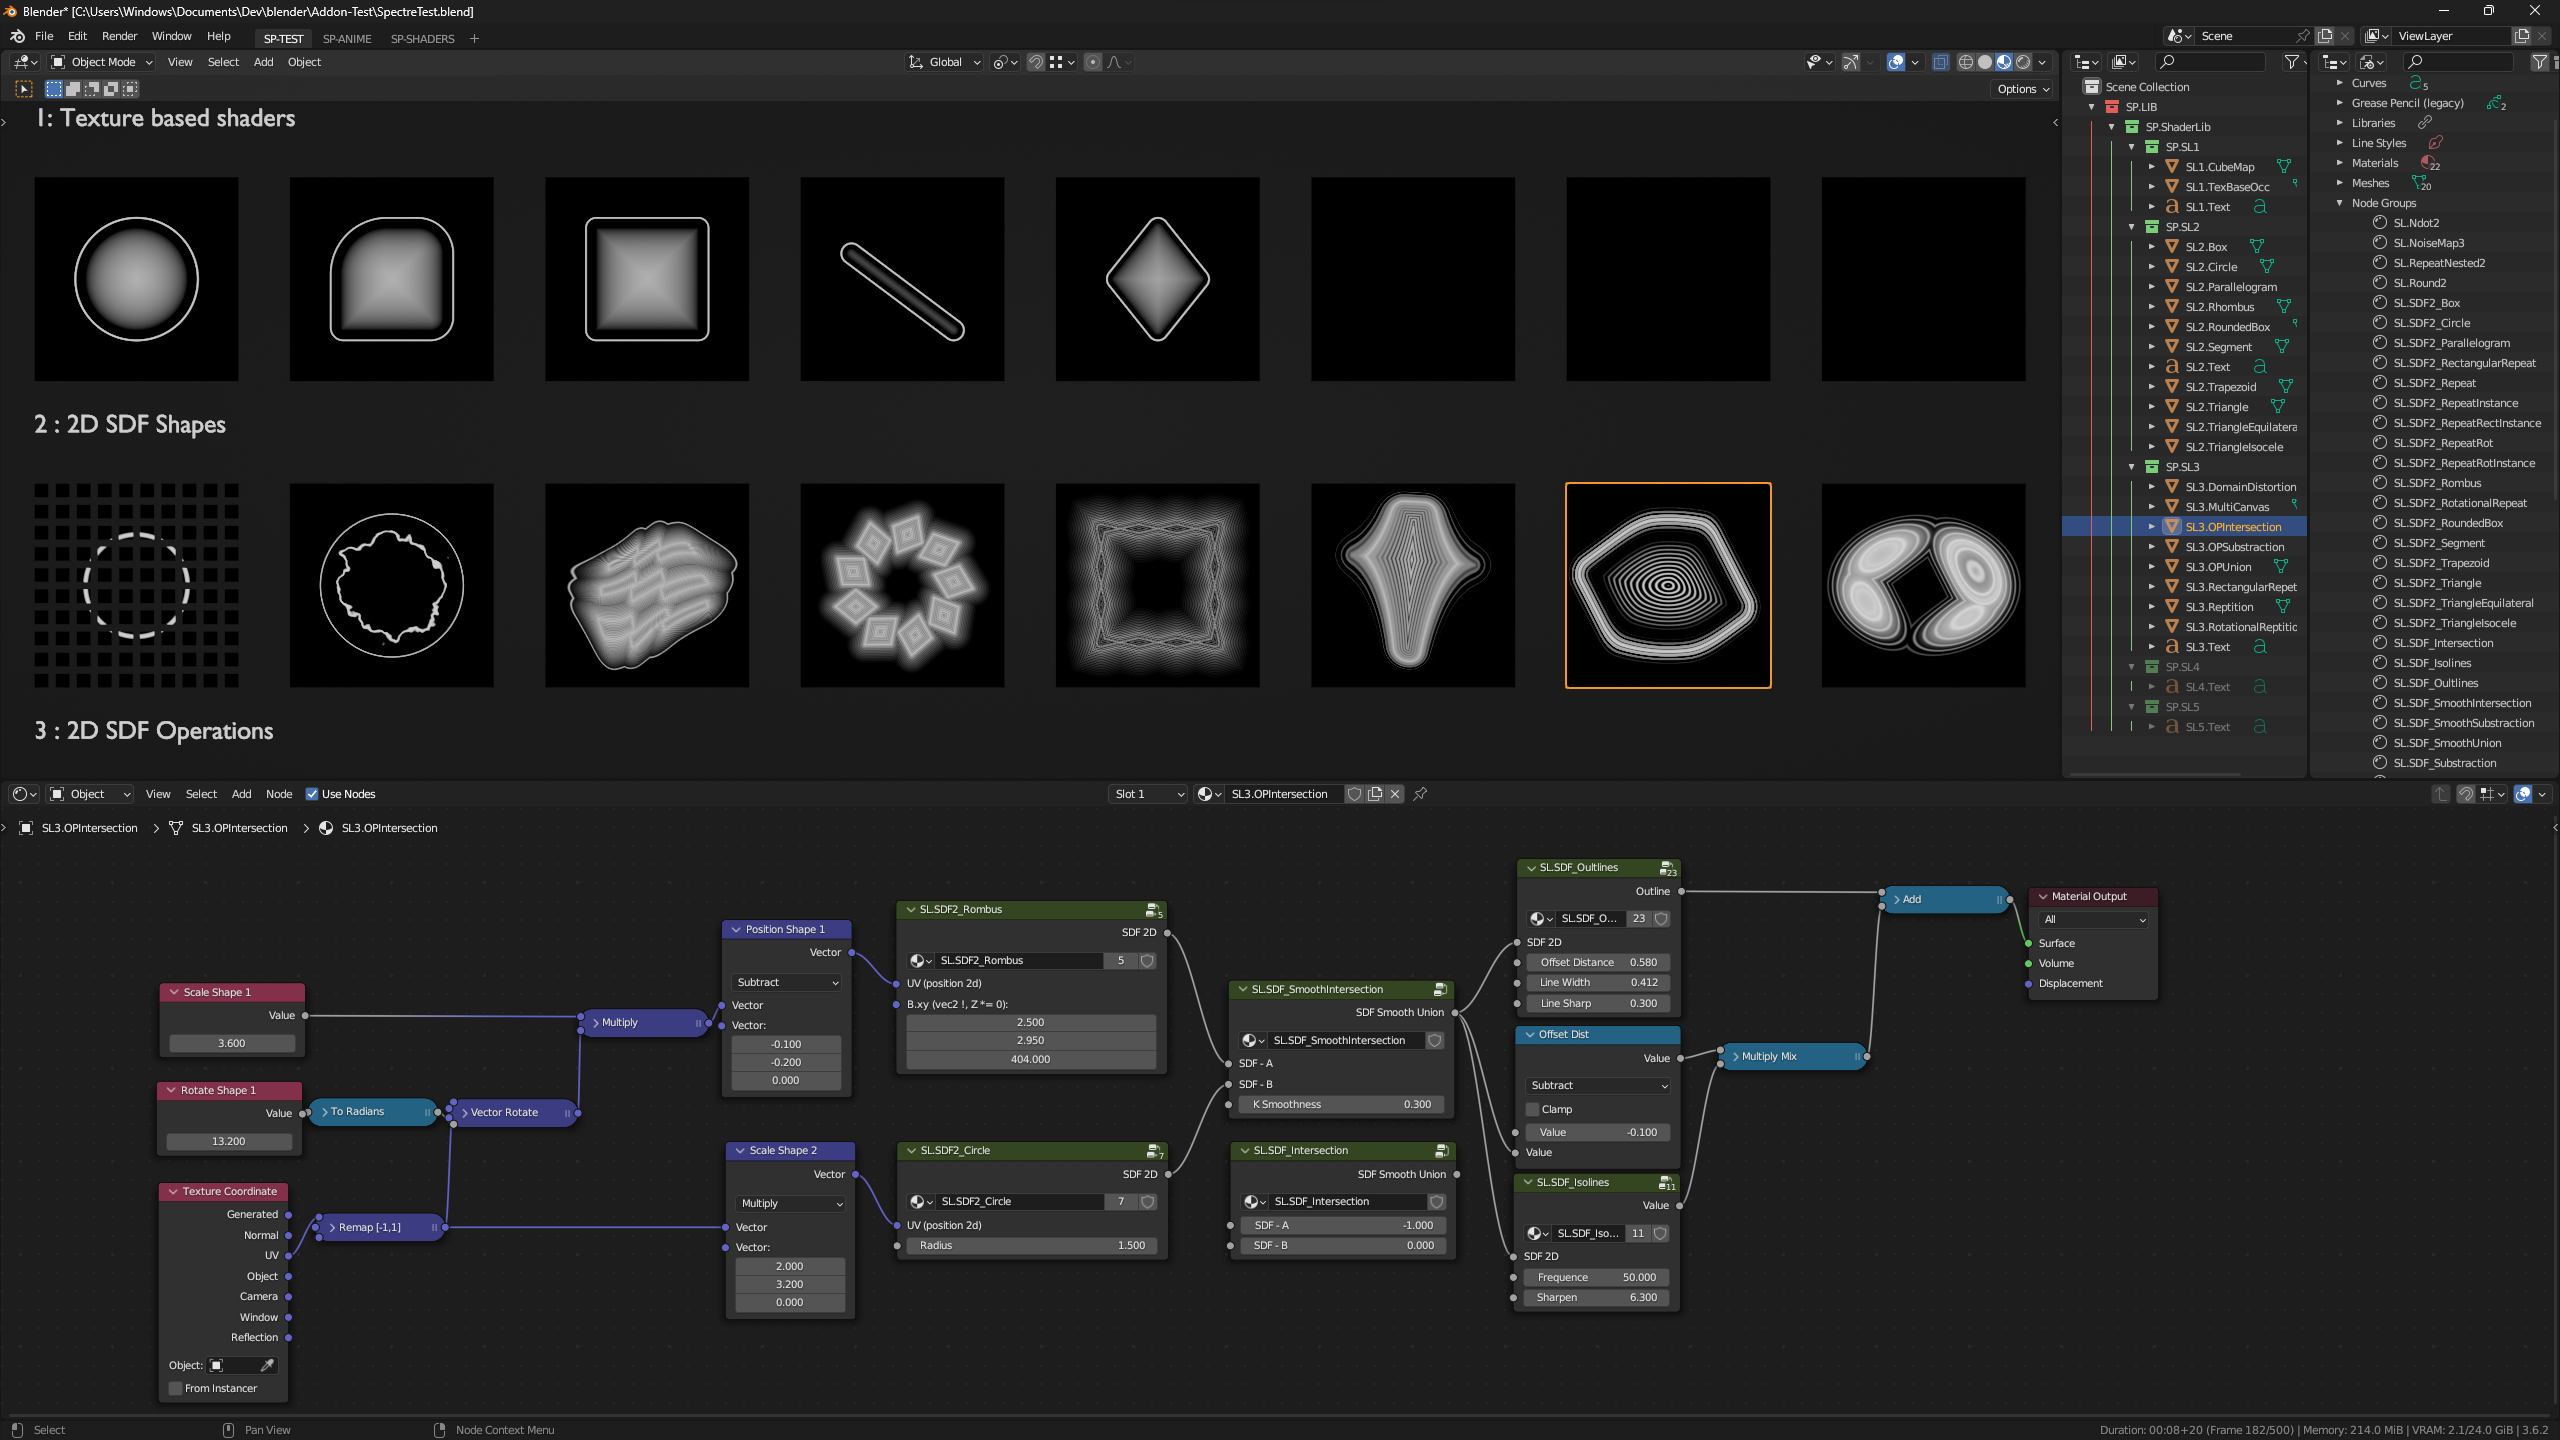 Blender* [C:\Users\Windows\Documents\Dev\blender\Addon-Test\SpectreTest.blend]
File Edit Render Window Help SP-TEST SP-ANIME SP-SHADERS + Scene ViewLayer
Object Mode View Select Add Object Global
Options
1: Texture based shaders
2 : 2D SDF Shapes
3 : 2D SDF Operations
Scene Collection
SP.LIB
SP.ShaderLib
SP.SL1
SL1.CubeMap
SL1.TexBaseOcc
SL1.Text
SP.SL2
SL2.Box
SL2.Circle
SL2.Parallelogram
SL2.Rhombus
SL2.RoundedBox
SL2.Segment
SL2.Text
SL2.Trapezoid
SL2.Triangle
SL2.TriangleEquilatera
SL2.TriangleIsocele
SP.SL3
SL3.DomainDistortion
SL3.MultiCanvas
SL3.OPIntersection
SL3.OPSubstraction
SL3.OPUnion
SL3.RectangularRepet
SL3.Reptition
SL3.RotationalReptitic
SL3.Text
SP.SL4
SL4.Text
SP.SL5
SL5.Text
Curves 5
Grease Pencil (legacy) 2
Libraries
Line Styles
Materials 22
Meshes 20
Node Groups
SL.Ndot2
SL.NoiseMap3
SL.RepeatNested2
SL.Round2
SL.SDF2_Box
SL.SDF2_Circle
SL.SDF2_Parallelogram
SL.SDF2_RectangularRepeat
SL.SDF2_Repeat
SL.SDF2_RepeatInstance
SL.SDF2_RepeatRectInstance
SL.SDF2_RepeatRot
SL.SDF2_RepeatRotInstance
SL.SDF2_Rombus
SL.SDF2_RotationalRepeat
SL.SDF2_RoundedBox
SL.SDF2_Segment
SL.SDF2_Trapezoid
SL.SDF2_Triangle
SL.SDF2_TriangleEquilateral
SL.SDF2_TriangleIsocele
SL.SDF_Intersection
SL.SDF_Isolines
SL.SDF_Oultlines
SL.SDF_SmoothIntersection
SL.SDF_SmoothSubstraction
SL.SDF_SmoothUnion
SL.SDF_Substraction
Object View Select Add Node Use Nodes Slot 1 SL3.OPIntersection
SL3.OPIntersection > SL3.OPIntersection > SL3.OPIntersection
Scale Shape 1
Value
3.600
Rotate Shape 1
Value
13.200
To Radians
Vector Rotate
Texture Coordinate
Generated
Normal
UV
Object
Camera
Window
Reflection
Object:
From Instancer
Remap [-1,1]
Multiply
Position Shape 1
Vector
Subtract
Vector
Vector:
-0.100
-0.200
0.000
Scale Shape 2
Vector
Multiply
Vector
Vector:
2.000
3.200
0.000
SL.SDF2_Rombus 5
SDF 2D
SL.SDF2_Rombus 5
UV (position 2d)
B.xy (vec2 !, Z *= 0):
2.500
2.950
404.000
SL.SDF2_Circle 7
SDF 2D
SL.SDF2_Circle 7
UV (position 2d)
Radius 1.500
SL.SDF_SmoothIntersection
SDF Smooth Union
SL.SDF_SmoothIntersection
SDF - A
SDF - B
K Smoothness 0.300
SL.SDF_Intersection
SDF Smooth Union
SL.SDF_Intersection
SDF - A -1.000
SDF - B 0.000
SL.SDF_Oultlines 23
Outline
SL.SDF_O... 23
SDF 2D
Offset Distance 0.580
Line Width 0.412
Line Sharp 0.300
Offset Dist
Value
Subtract
Clamp
Value -0.100
Value
SL.SDF_Isolines 11
Value
SL.SDF_Iso... 11
SDF 2D
Frequence 50.000
Sharpen 6.300
Multiply Mix
Add
Material Output
All
Surface
Volume
Displacement
Select Pan View Node Context Menu Duration: 00:08+20 (Frame 182/500) | Memory: 214.0 MiB | VRAM: 2.1/24.0 GiB | 3.6.2